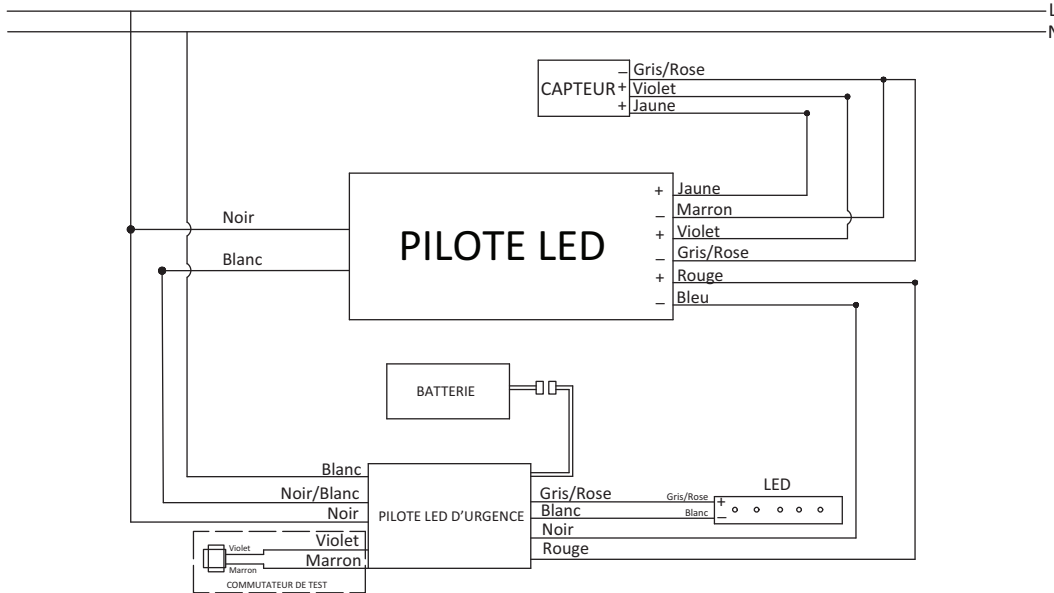 L
N
Gris/Rose
CAPTEUR
Violet
Jaune
Jaune
Marron
Noir
PILOTE LED
Violet
Blanc
Gris/Rose
Rouge
Bleu
BATTERIE
Blanc
Noir/Blanc
Noir
PILOTE LED D'URGENCE
Gris/Rose
Gris/Rose
LED
Blanc
Blanc
Noir
Rouge
Violet
Violet
Marron
Marron
COMMUTATEUR DE TEST